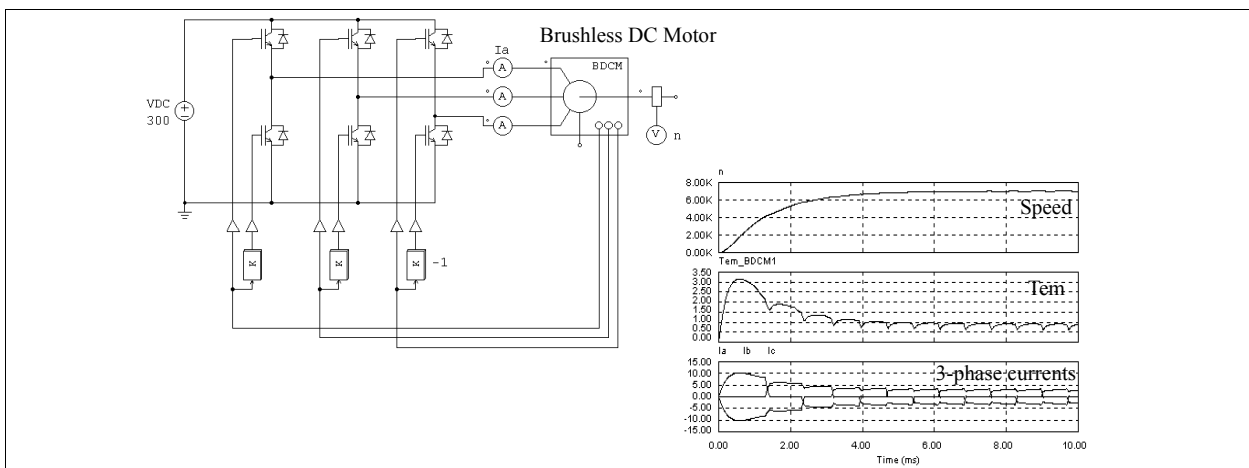 Brushless DC Motor
Ia
BDCM
A
A
A
VDC
300
V n
K K K -1
n
8.00K
6.00K
4.00K
2.00K
0.00K
Speed
Tem_BDCM1
3.50
3.00
2.50
2.00
1.50
1.00
0.50
0.00
Tem
Ia Ib Ic
15.00
10.00
5.00
0.00
-5.00
-10.00
-15.00
3-phase currents
0.00 2.00 4.00 6.00 8.00 10.00
Time (ms)